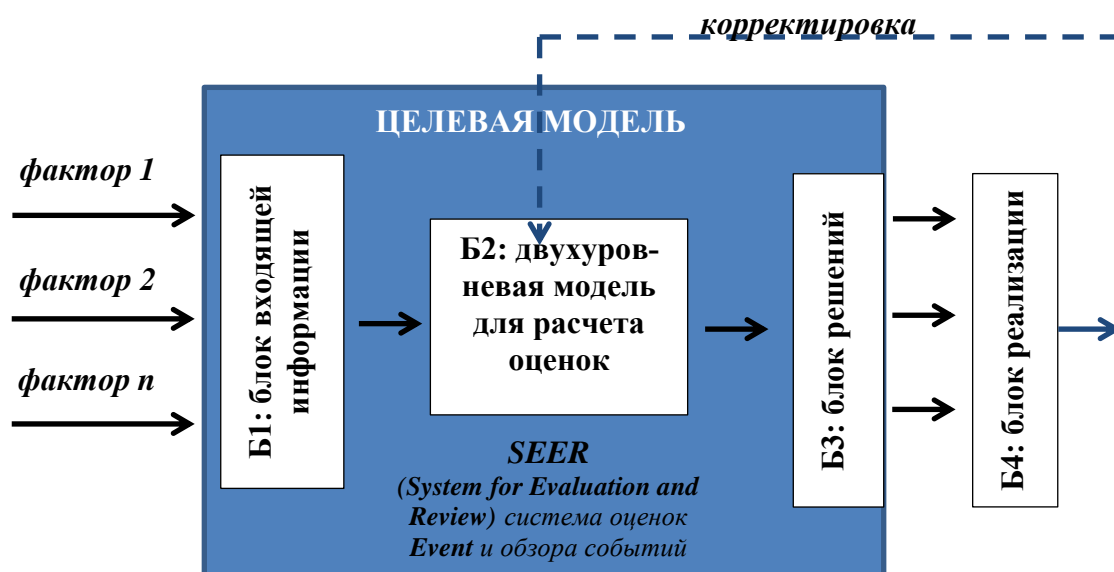 корректировка
ЦЕЛЕВАЯ МОДЕЛЬ
фактор 1
фактор 2
фактор n
Б1: блок входящей
информации
Б2: двухуров-
невая модель
для расчета
оценок
Б3: блок решений
Б4: блок реализации
SEER
(System for Evaluation and
Review) система оценок
Event и обзора событий